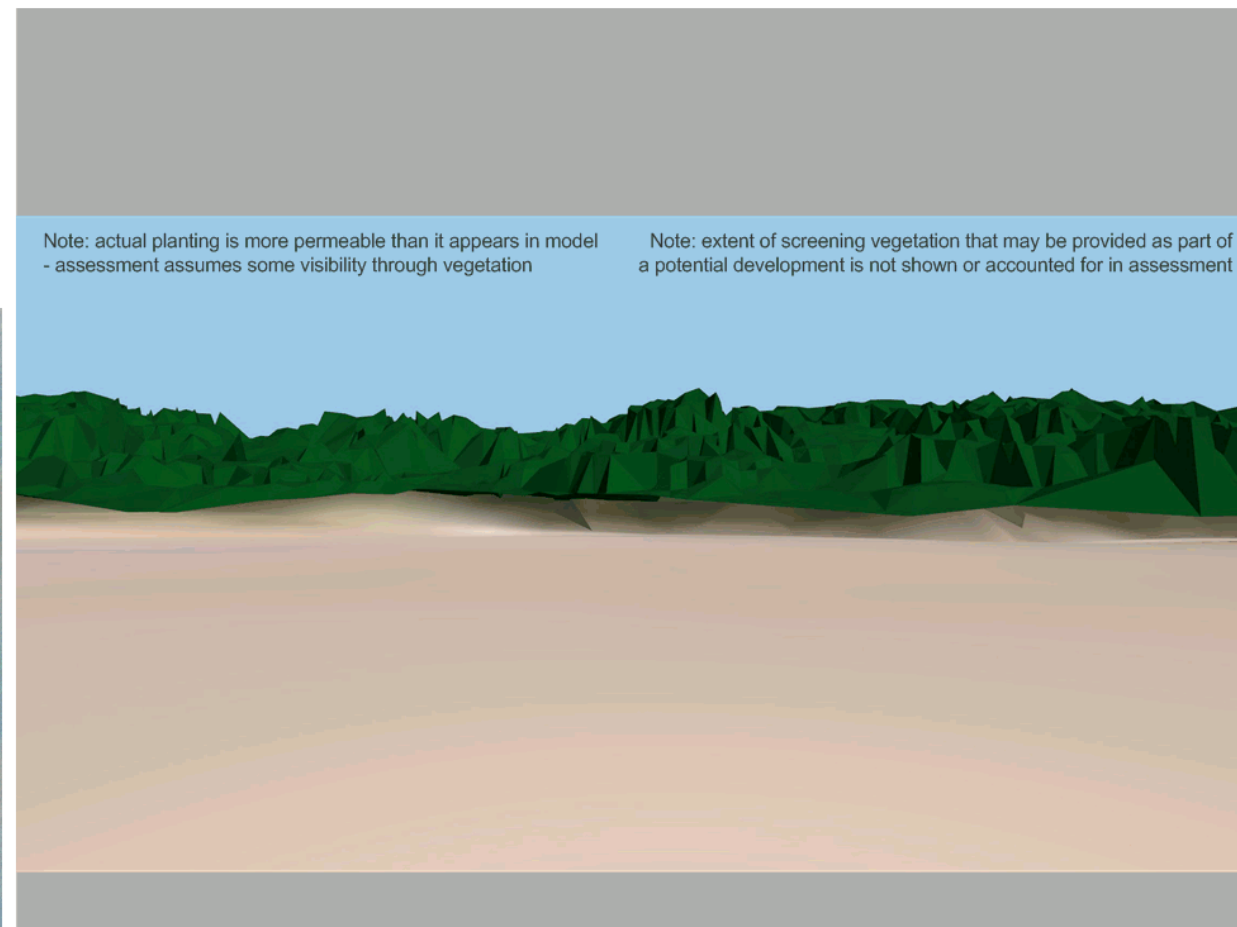 Note: actual planting is more permeable than it appears in model
- assessment assumes some visibility through vegetation
Note: extent of screening vegetation that may be provided as part of
a potential development is not shown or accounted for in assessment